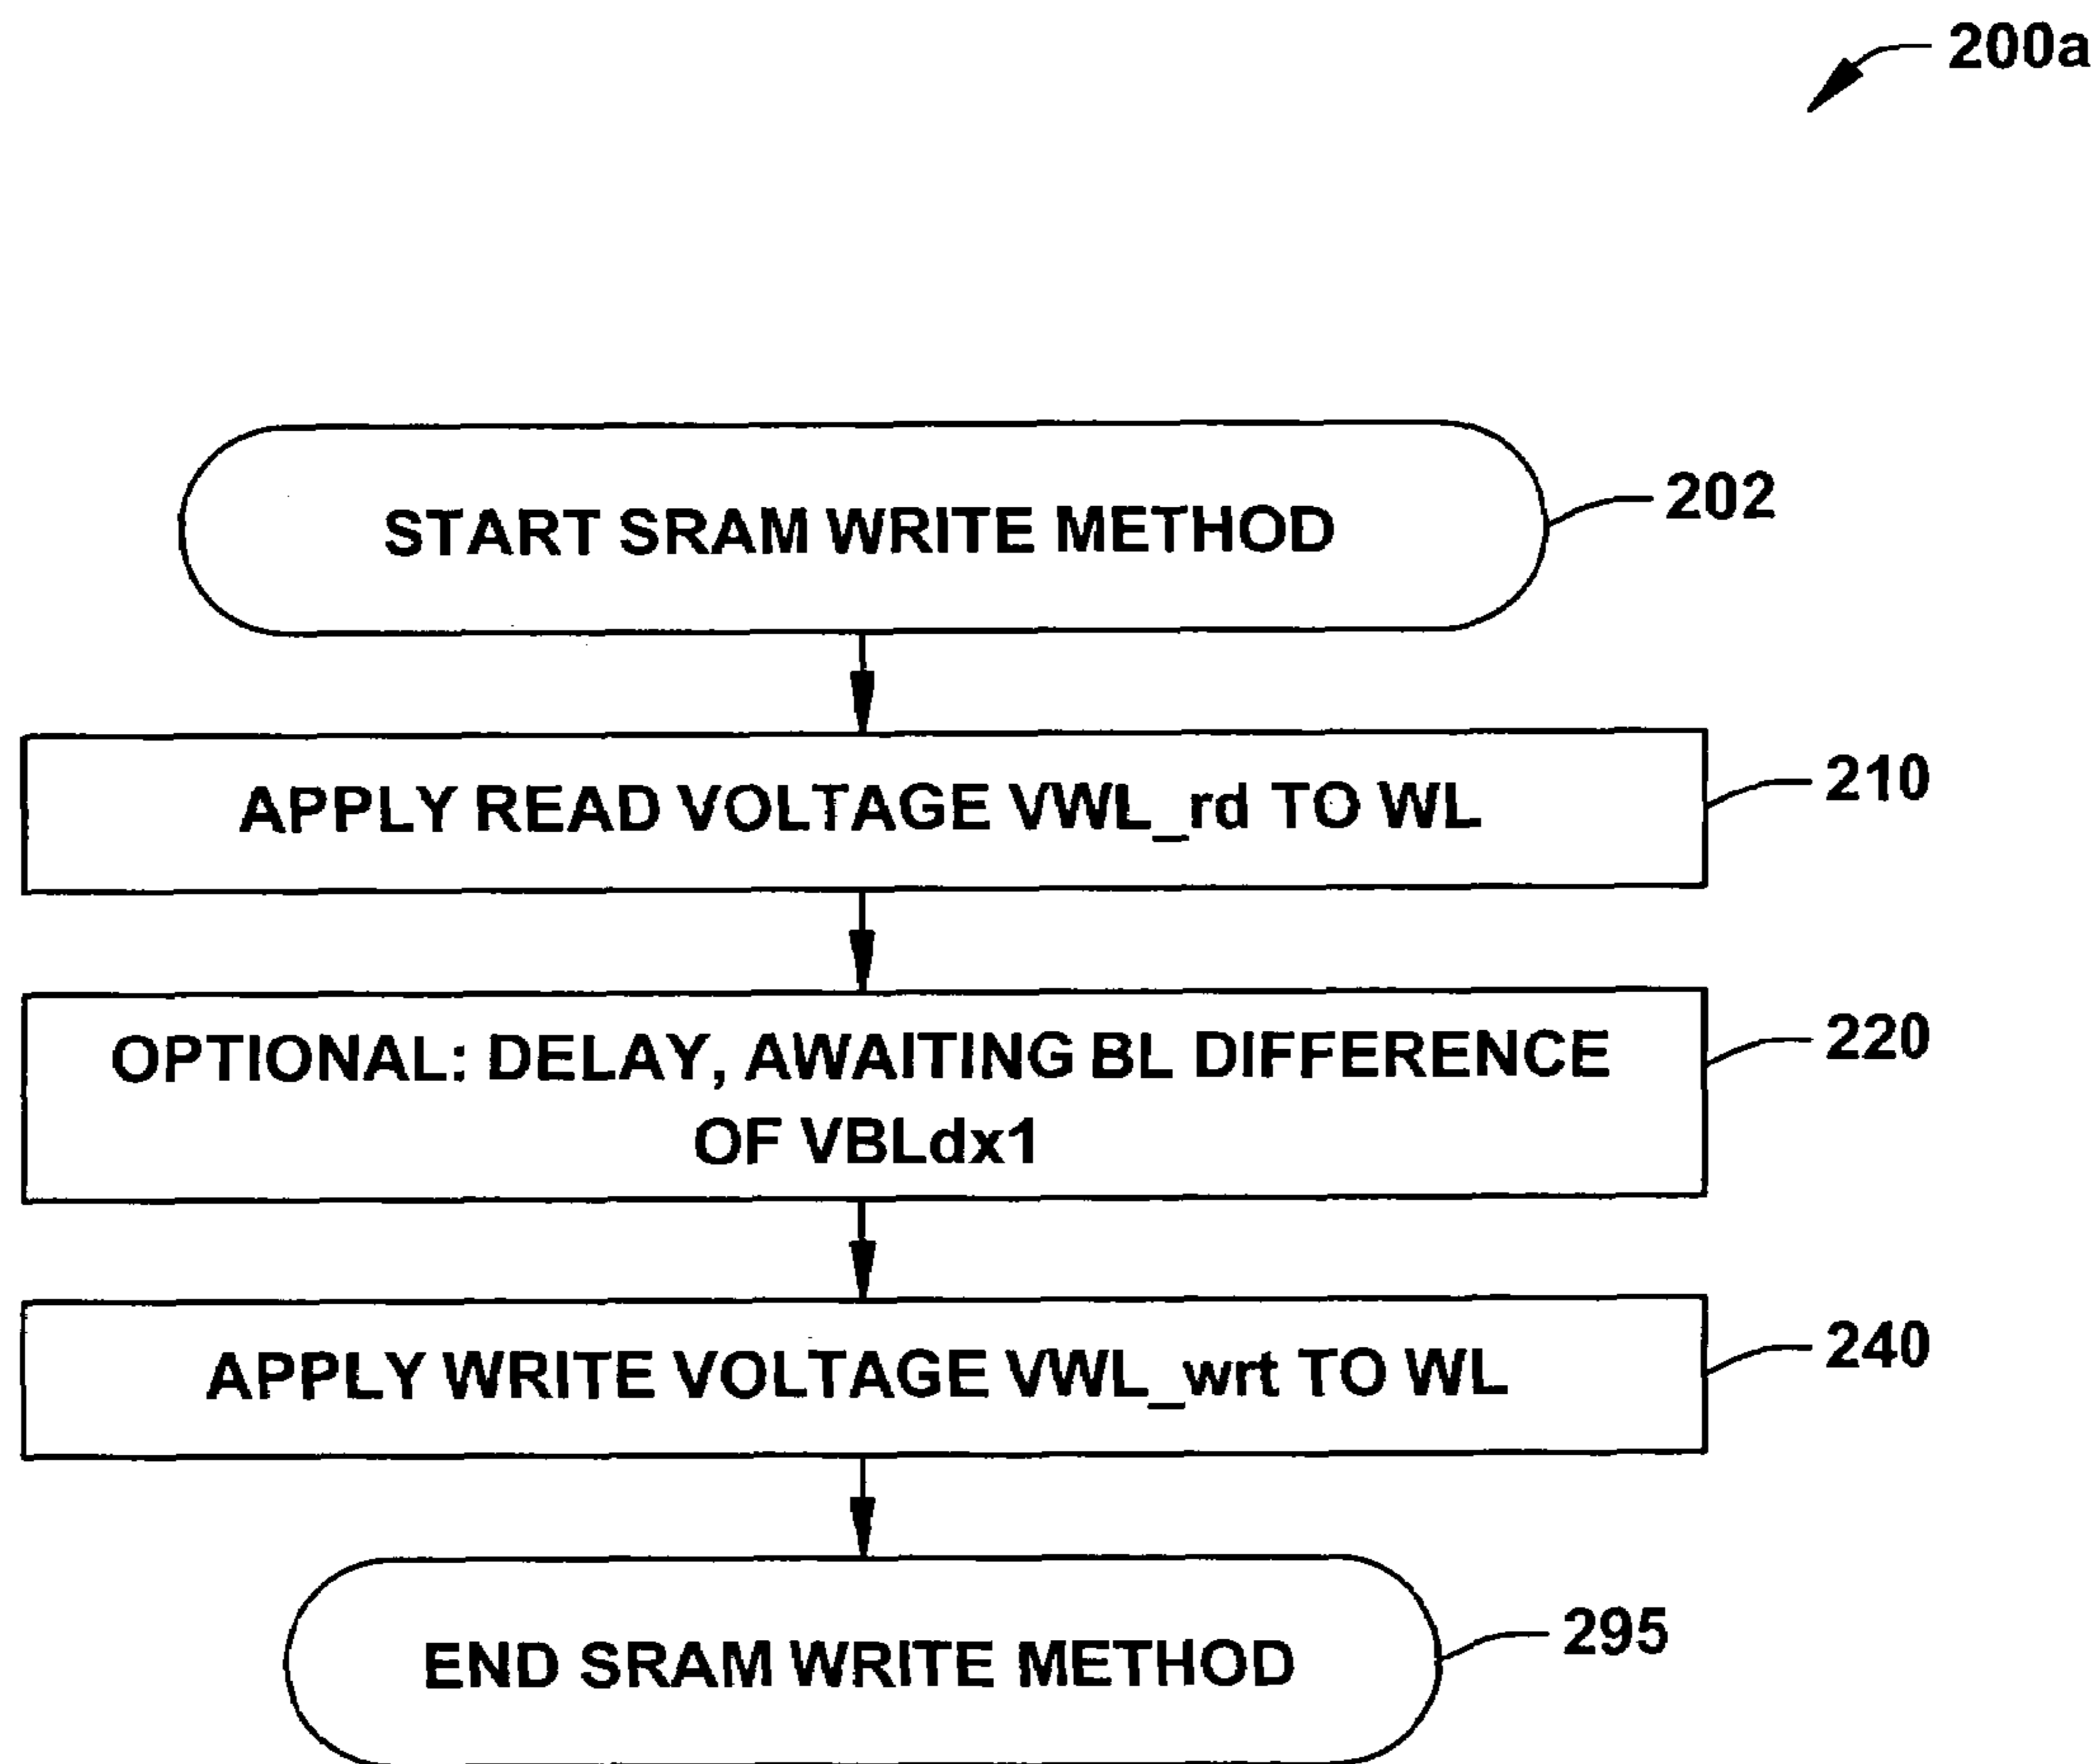 200a
START SRAM WRITE METHOD
202
APPLY READ VOLTAGE VWL_rd TO WL
210
OPTIONAL: DELAY, AWAITING BL DIFFERENCE
OF VBLdx1
220
APPLY WRITE VOLTAGE VWL_wrt TO WL
240
END SRAM WRITE METHOD
295